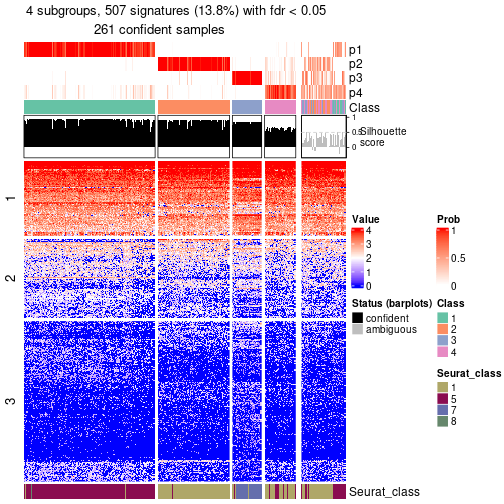 4 subgroups, 507 signatures (13.8%) with fdr < 0.05
261 confident samples
p1
p2
p3
p4
Class
1
0.5
0
Silhouette
score
1
2
3
Value
4
3
2
1
0
Prob
1
0.5
0
Status (barplots)
confident
ambiguous
Class
1
2
3
4
Seurat_class
1
5
7
8
Seurat_class